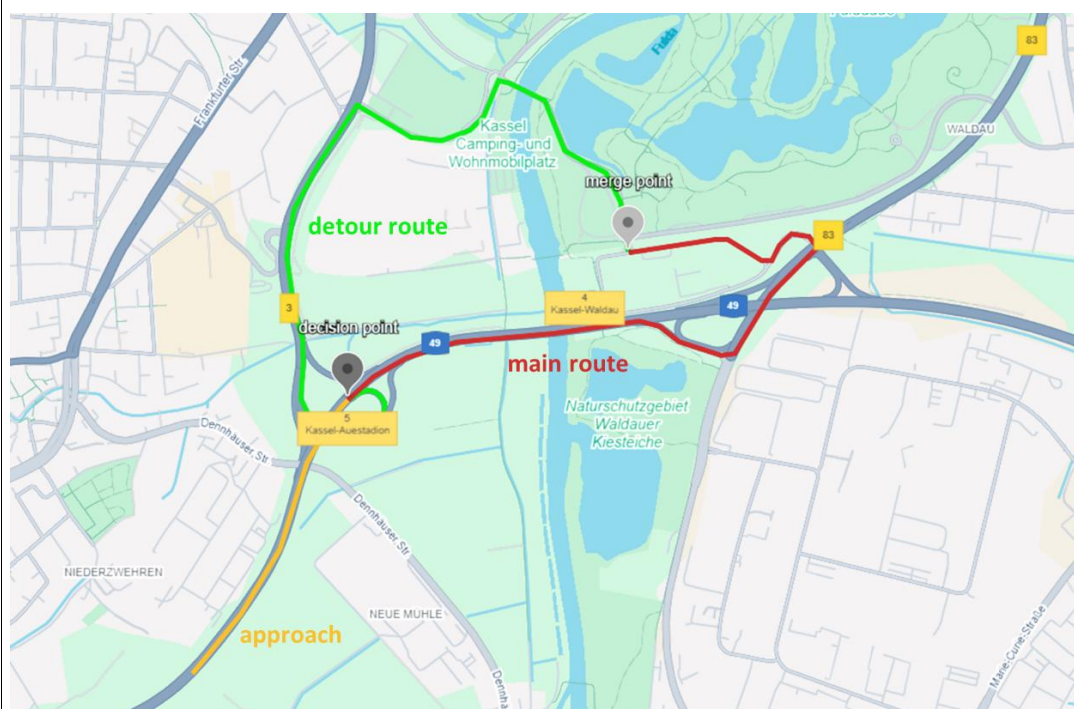 Fuldaaue
83
Fulda
Frankfurter Str
Kassel
Camping- und
Wohnmobilplatz
WALDAU
merge point
detour route
83
4
Kassel-Waldau
49
3
decision point
49
main route
5
Kassel-Auestadion
Naturschutzgebiet
Waldauer
Kiesteiche
Dennhäuser Str
Dennhäuser Str
NIEDERZWEHREN
NEUE MÜHLE
approach
Marie-Curie-Straße
Dennhä